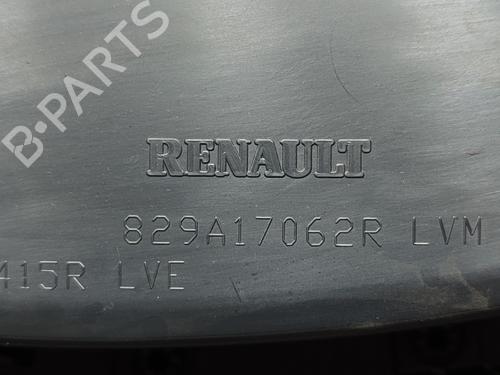 B-PARTS
RENAULT
829A17062R LVM
415R LVE